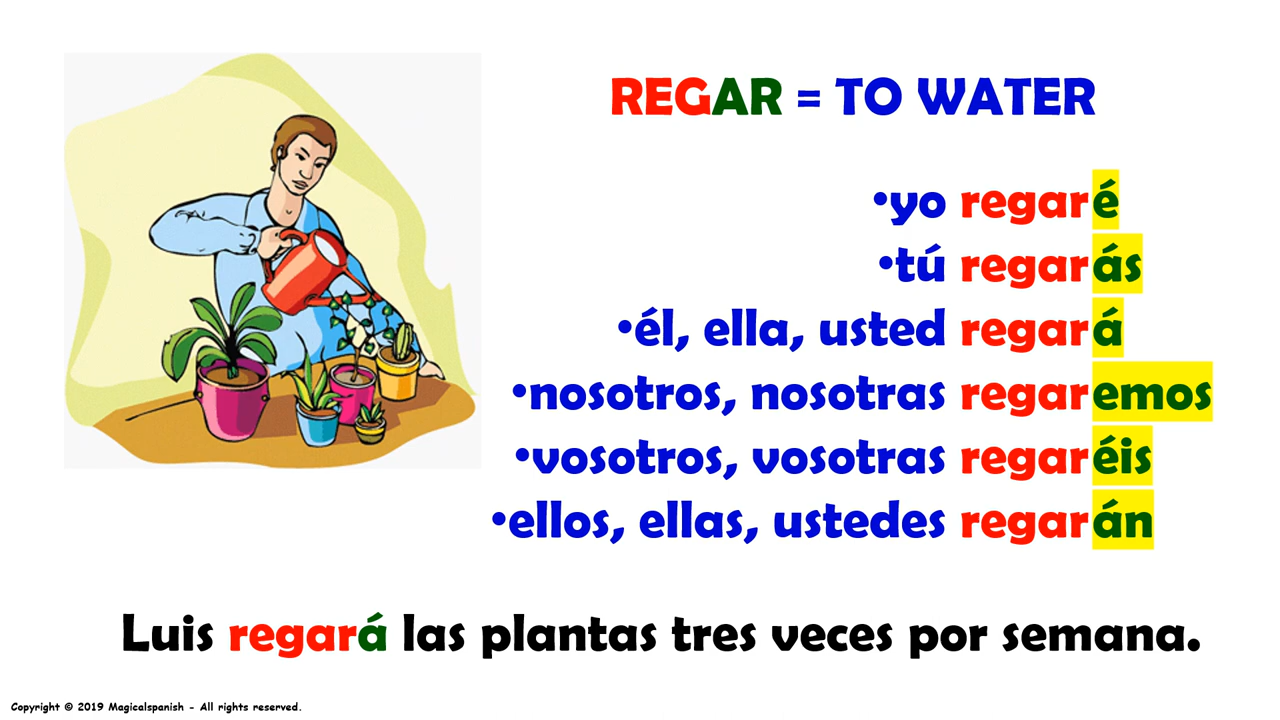 REGAR = TO WATER
•yo regaré
•tú regarás
•él, ella, usted regará
•nosotros, nosotras regaremos
•vosotros, vosotras regaréis
•ellos, ellas, ustedes regarán
Luis regará las plantas tres veces por semana.
Copyright © 2019 Magicalspanish - All rights reserved.